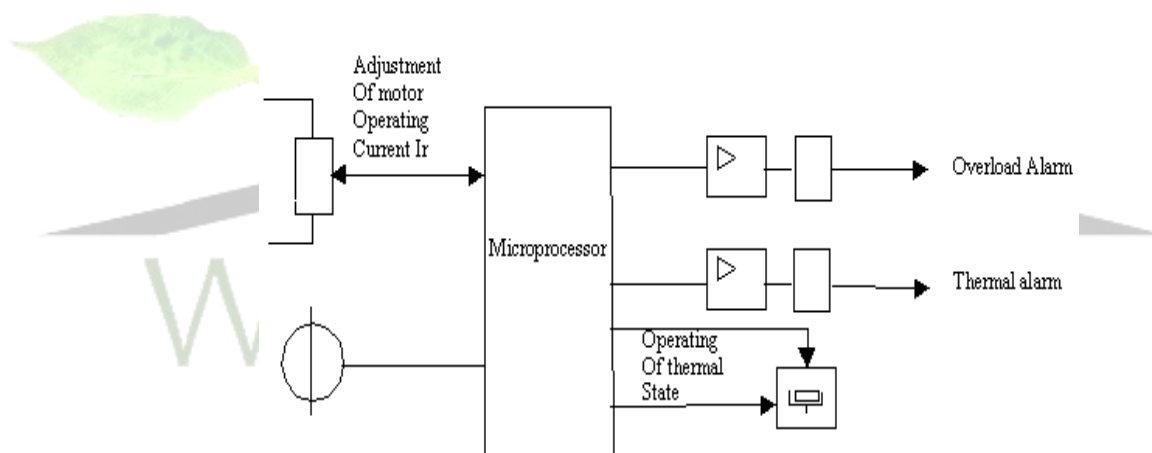 Adjustment
Of motor
Operating
Current Ir
Microprocessor
Overload Alarm
Thermal alarm
Operating
Of thermal
State
W